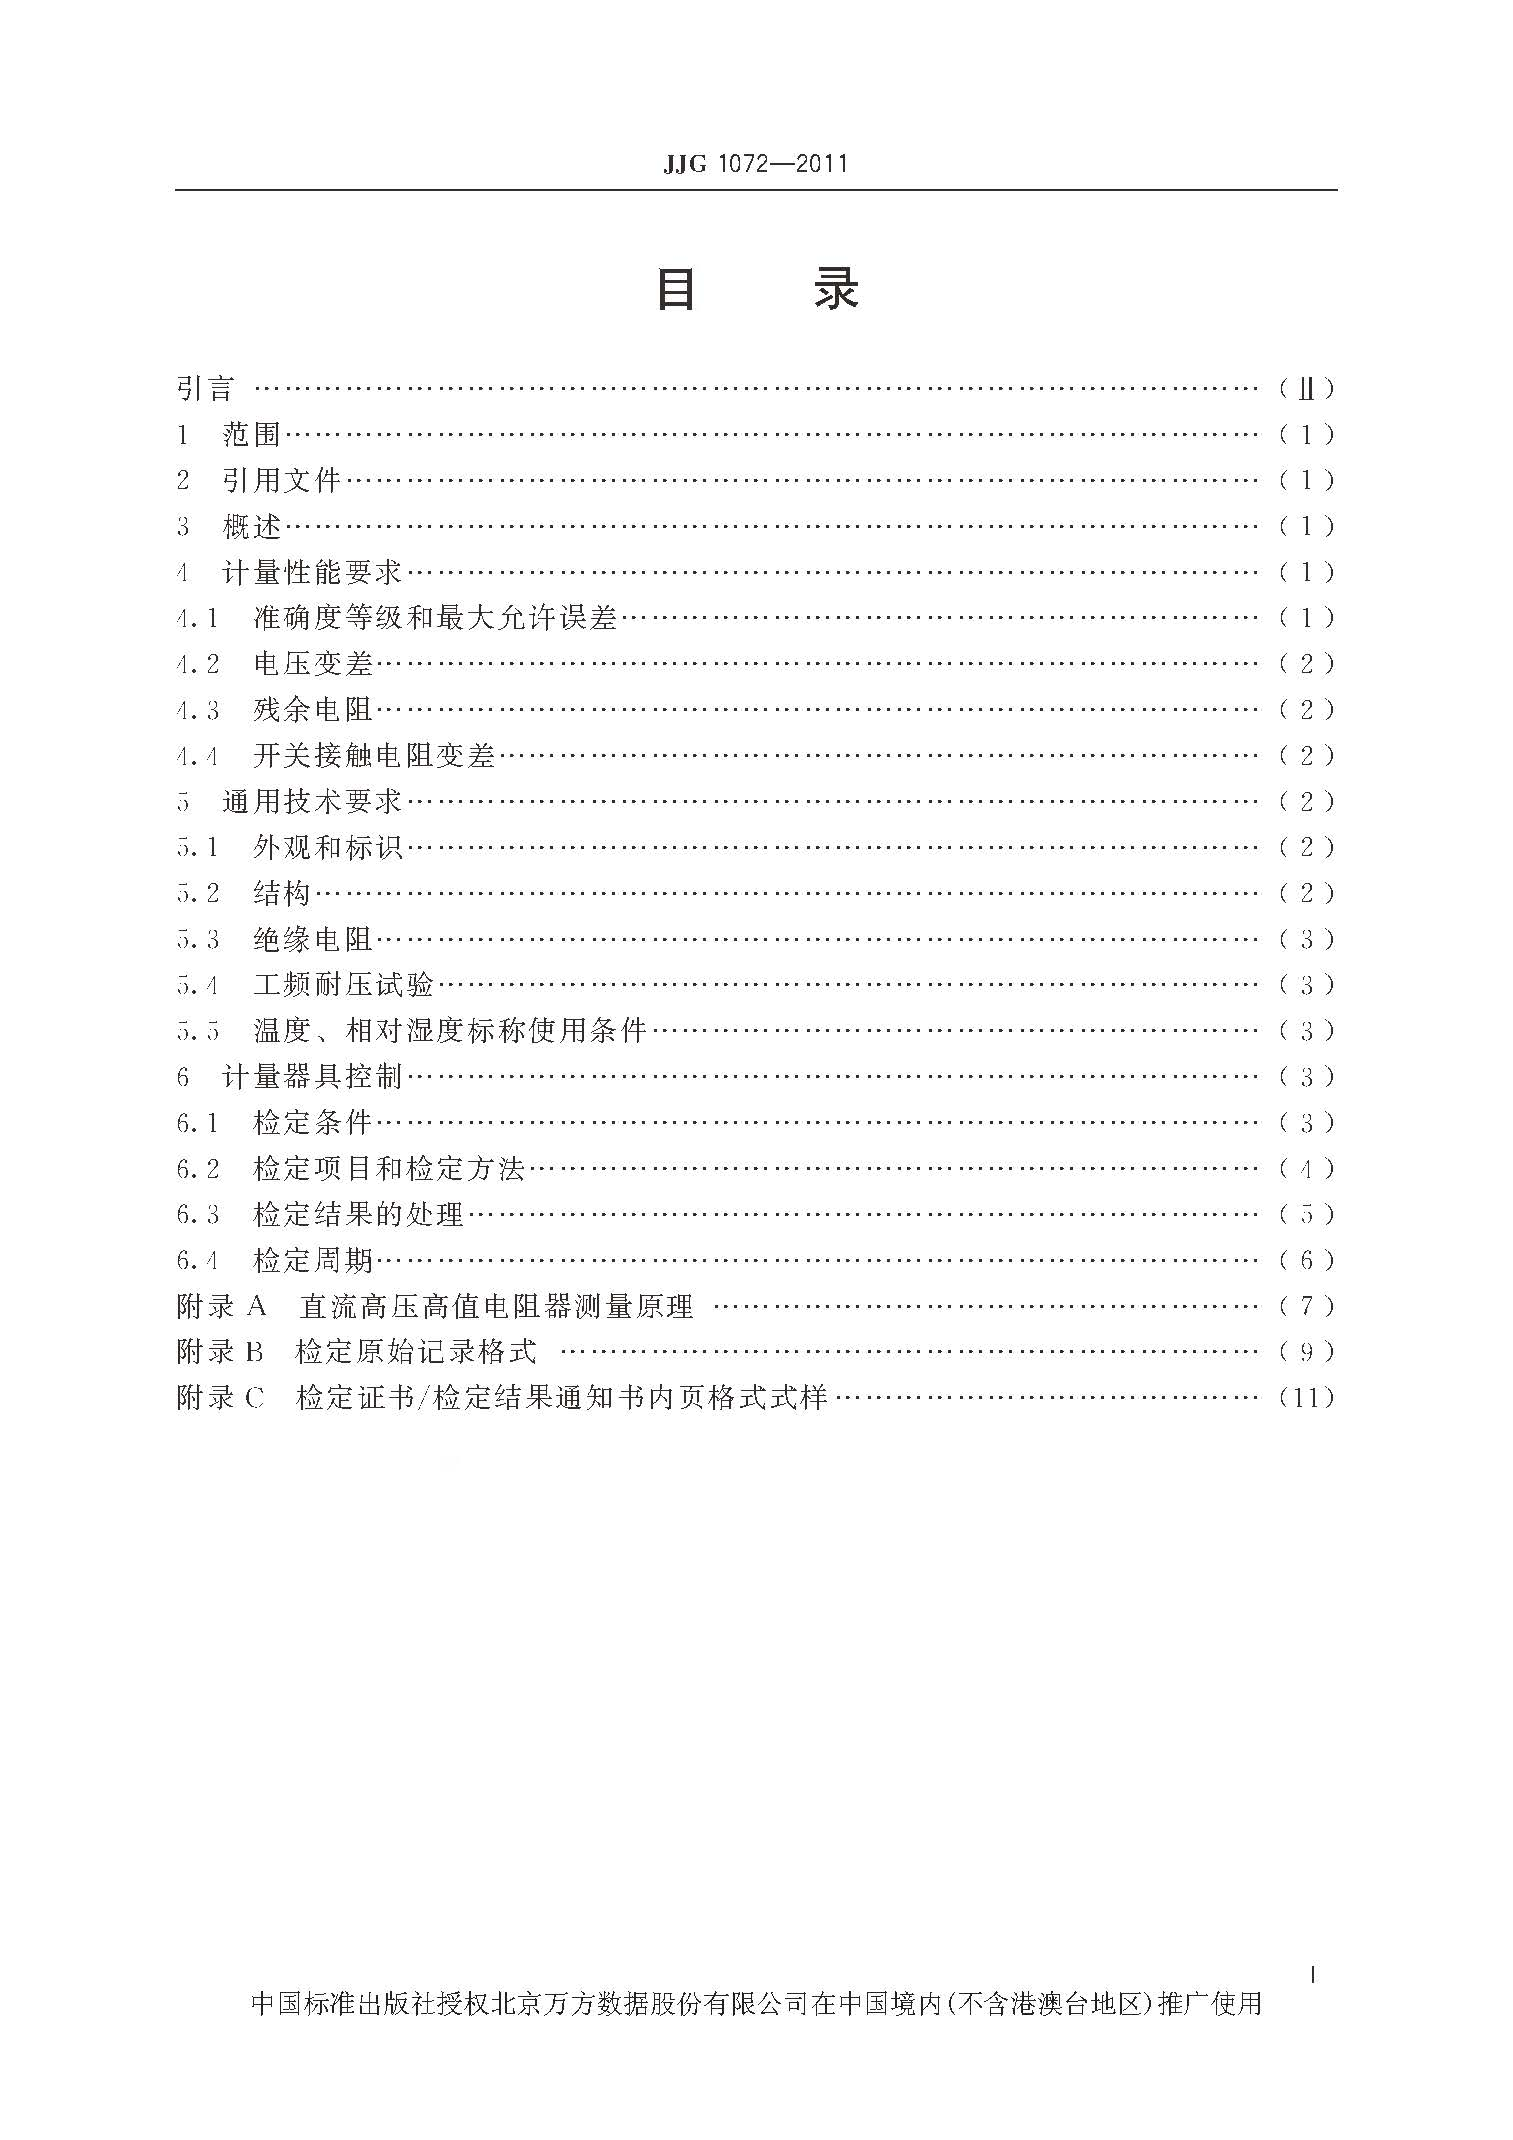 JJG 1072—2011
目 录
引言 …………………………………………………………………………………… (Ⅱ)
1 范围…………………………………………………………………………………… (1)
2 引用文件……………………………………………………………………………… (1)
3 概述…………………………………………………………………………………… (1)
4 计量性能要求………………………………………………………………………… (1)
4.1 准确度等级和最大允许误差……………………………………………………… (1)
4.2 电压变差…………………………………………………………………………… (2)
4.3 残余电阻…………………………………………………………………………… (2)
4.4 开关接触电阻变差………………………………………………………………… (2)
5 通用技术要求………………………………………………………………………… (2)
5.1 外观和标识………………………………………………………………………… (2)
5.2 结构………………………………………………………………………………… (2)
5.3 绝缘电阻…………………………………………………………………………… (3)
5.4 工频耐压试验……………………………………………………………………… (3)
5.5 温度、相对湿度标称使用条件…………………………………………………… (3)
6 计量器具控制………………………………………………………………………… (3)
6.1 检定条件…………………………………………………………………………… (3)
6.2 检定项目和检定方法……………………………………………………………… (4)
6.3 检定结果的处理…………………………………………………………………… (5)
6.4 检定周期…………………………………………………………………………… (6)
附录 A 直流高压高值电阻器测量原理 ……………………………………………… (7)
附录 B 检定原始记录格式 …………………………………………………………… (9)
附录 C 检定证书/检定结果通知书内页格式式样…………………………………… (11)
Ⅰ
中国标准出版社授权北京万方数据股份有限公司在中国境内(不含港澳台地区)推广使用